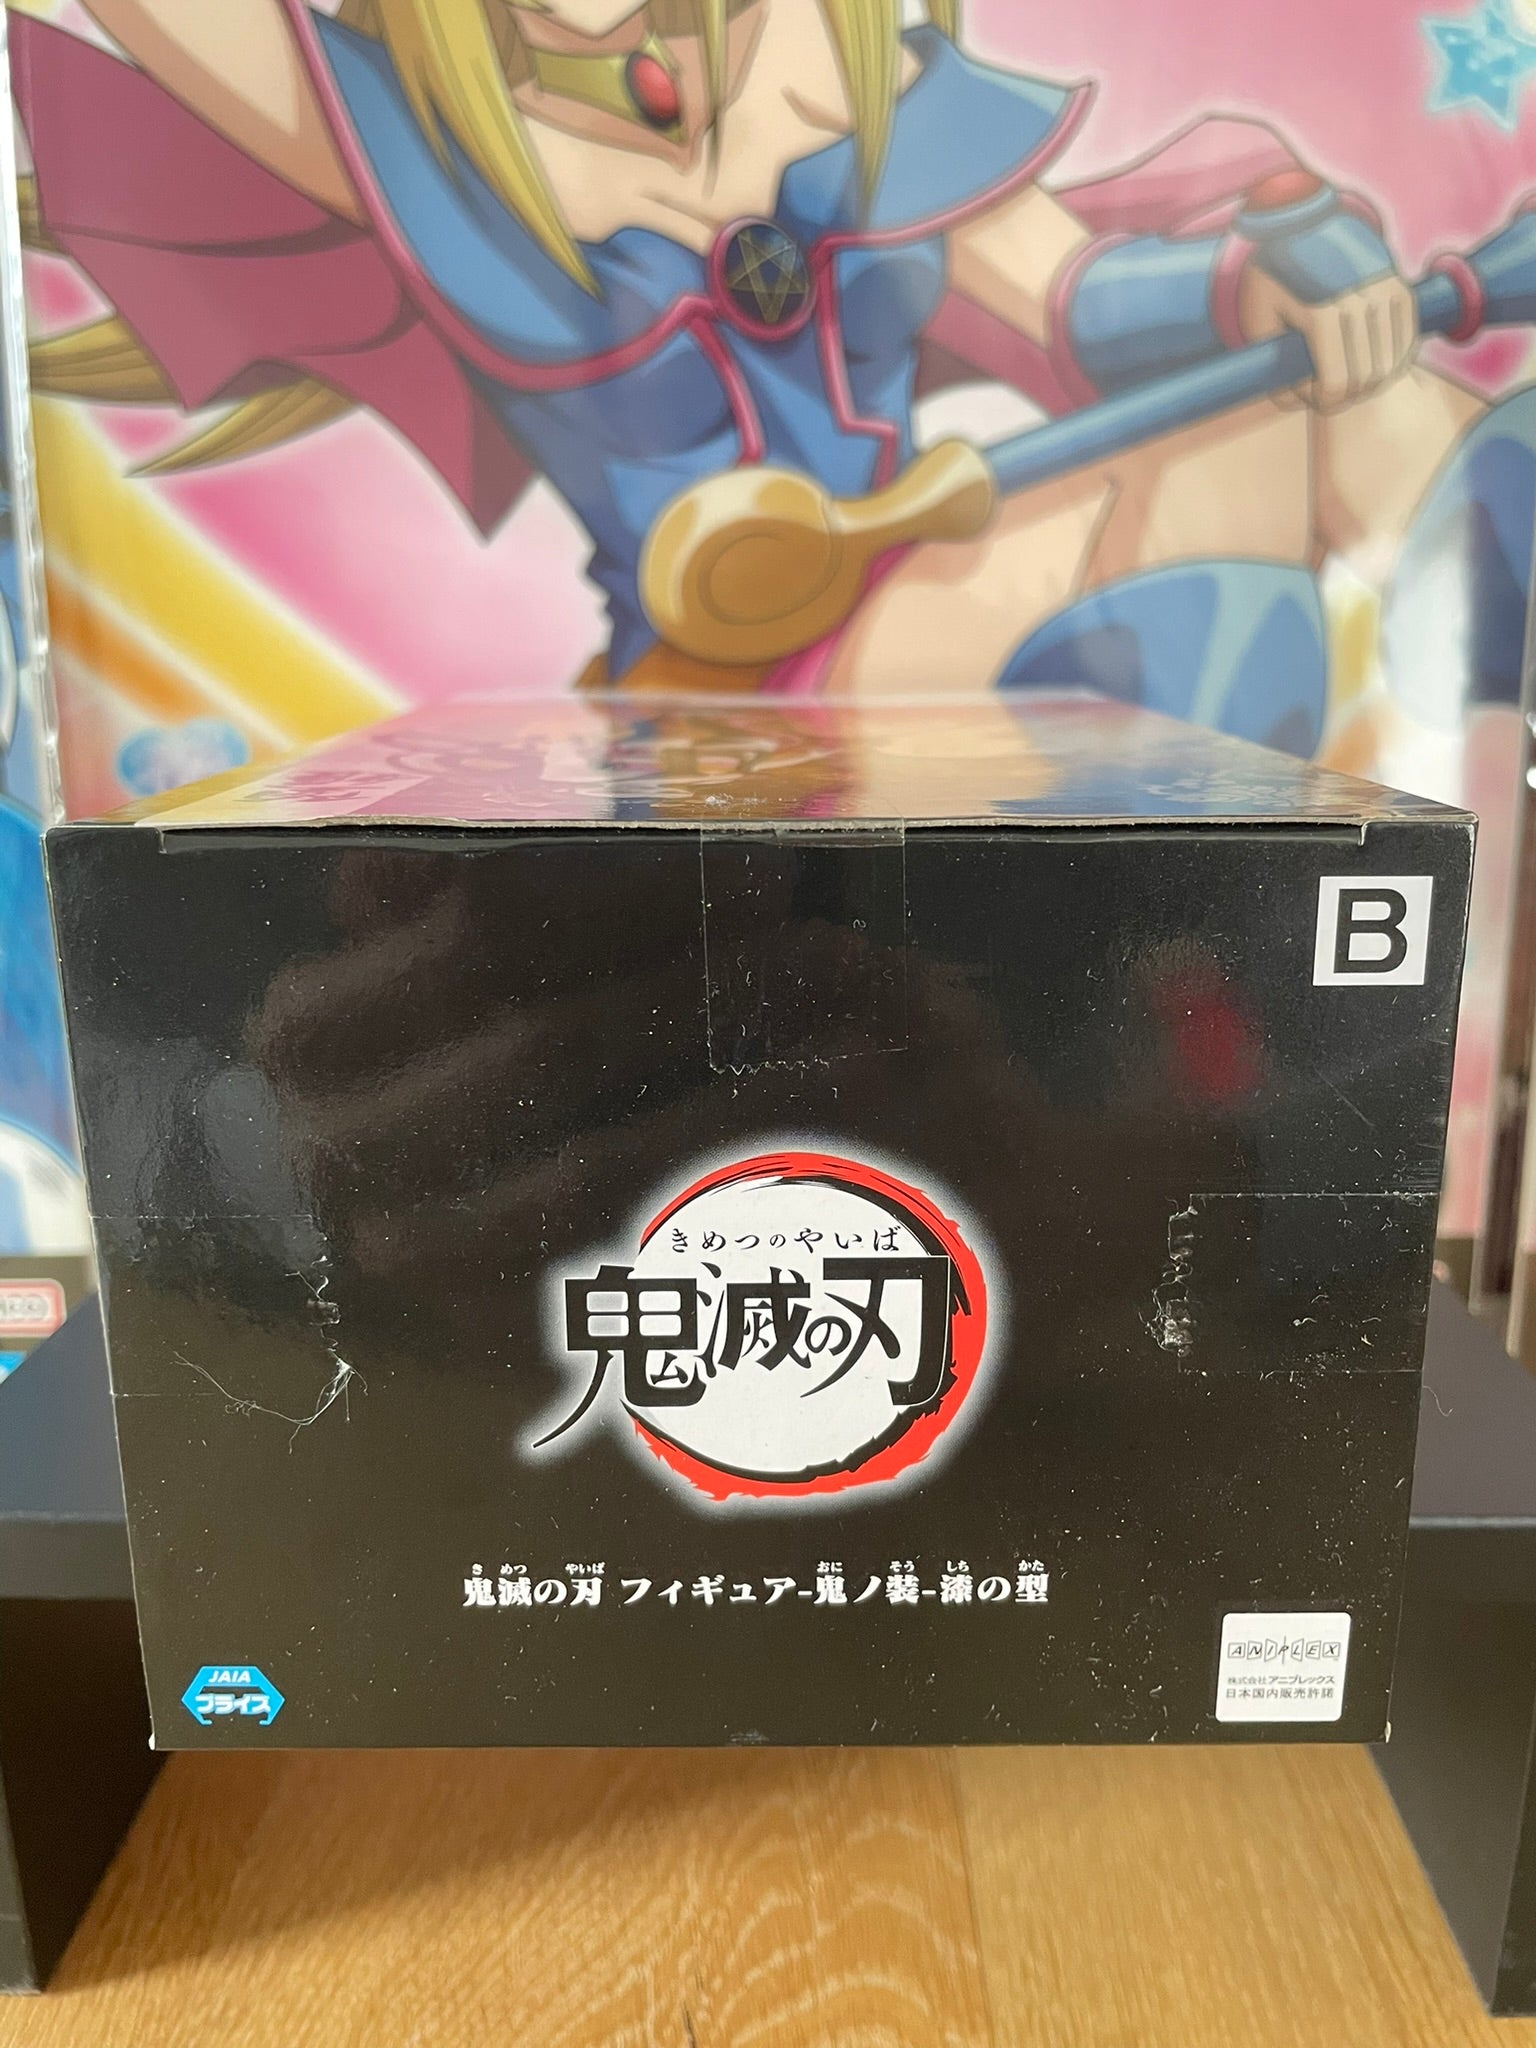 B
きめつのやいば
鬼滅の刃
き めつ やいば おに そう しち かた
鬼滅の刃 フィギュア-鬼ノ装-漆の型
JAIA
プライズ
ANIPLEX
株式会社アニプレックス
日本国内販売許諾